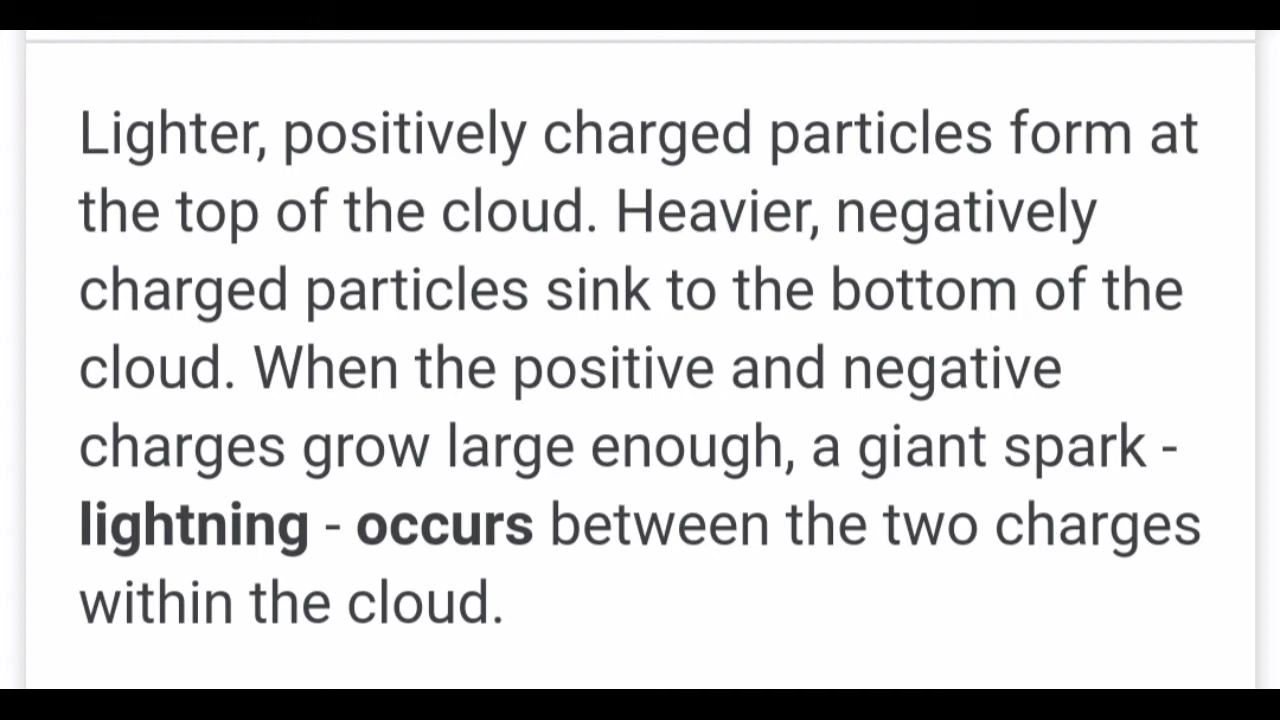 Lighter, positively charged particles form at
the top of the cloud. Heavier, negatively
charged particles sink to the bottom of the
cloud. When the positive and negative
charges grow large enough, a giant spark -
lightning - occurs between the two charges
within the cloud.